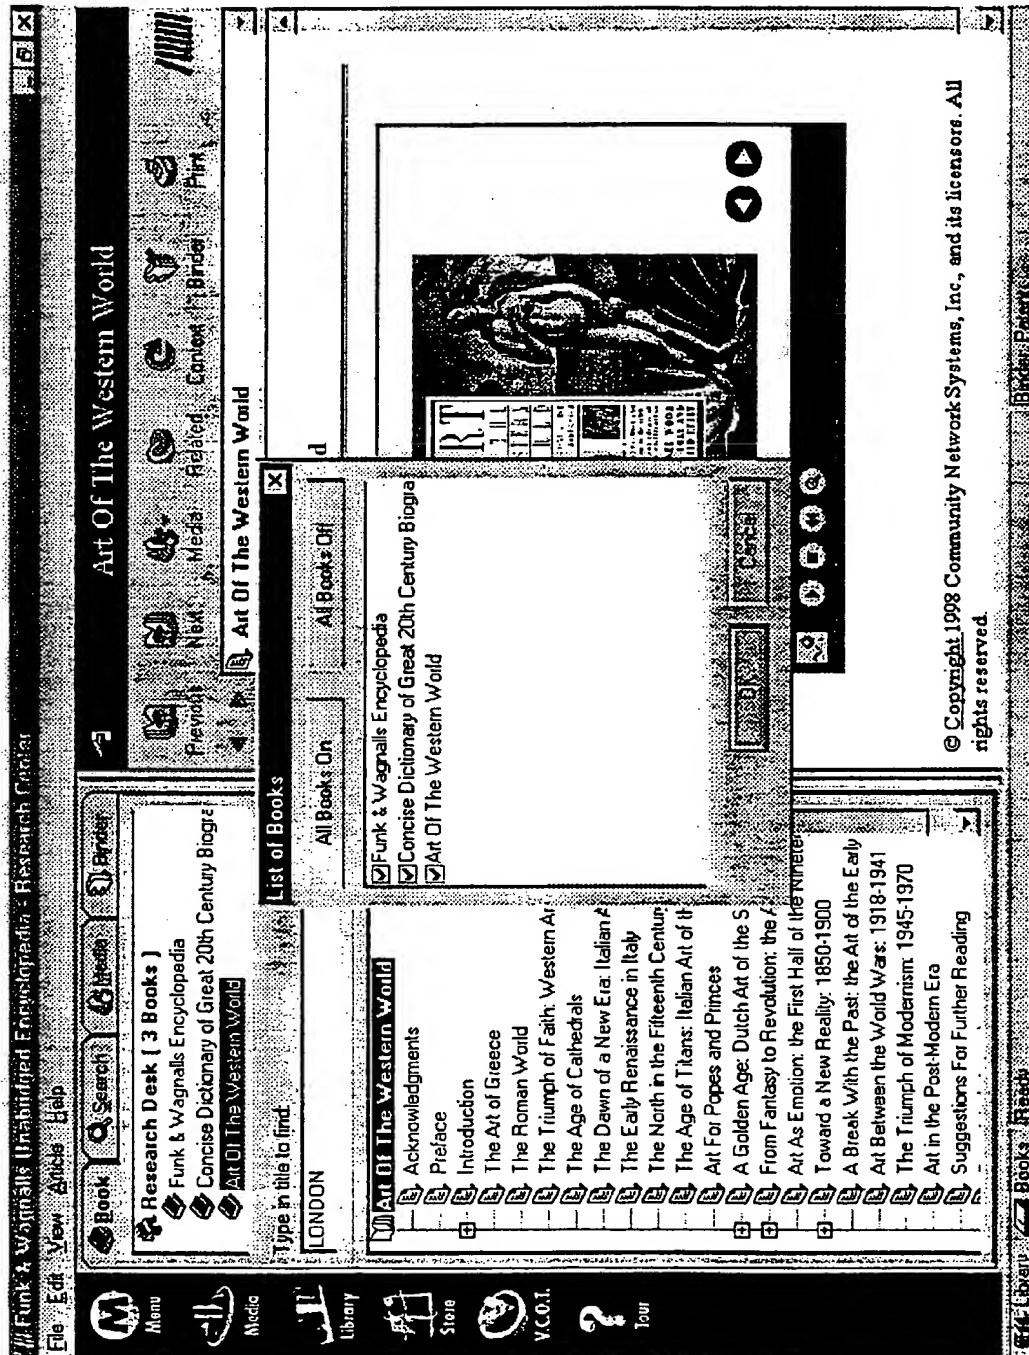 Funk & Wagnalls Unabridged Encyclopedia - Research Center
File Edit View Article Help
Book Search Media Binder
Research Desk [ 3 Books ]
Funk & Wagnalls Encyclopedia
Concise Dictionary of Great 20th Century Biogra
Art Of The Western World
Type in title to find:
LONDON
Art Of The Western World
Acknowledgments
Preface
Introduction
The Art of Greece
The Roman World
The Triumph of Faith: Western Ar
The Age of Cathedrals
The Dawn of a New Era: Italian A
The Early Renaissance in Italy
The North in the Fifteenth Centur
The Age of Titans: Italian Art of th
Art For Popes and Princes
A Golden Age: Dutch Art of the S
From Fantasy to Revolution: the A
Art As Emotion: the First Half of the Nineteen
Toward a New Reality: 1850-1900
A Break With the Past: the Art of the Early
Art Between the World Wars: 1918-1941
The Triumph of Modernism: 1945-1970
Art in the Post-Modern Era
Suggestions For Further Reading
Menu
Media
Library
Store
V.C.O.T.
Tour
Art Of The Western World
Previous Next Media Related Context Binder Print
Art Of The Western World
d
List of Books
All Books On All Books Off
Funk & Wagnalls Encyclopedia
Concise Dictionary of Great 20th Century Biogra
Art Of The Western World
OK Cancel
© Copyright 1998 Community Network Systems, Inc., and its licensors. All
rights reserved.
Books Ready Binder: Patent